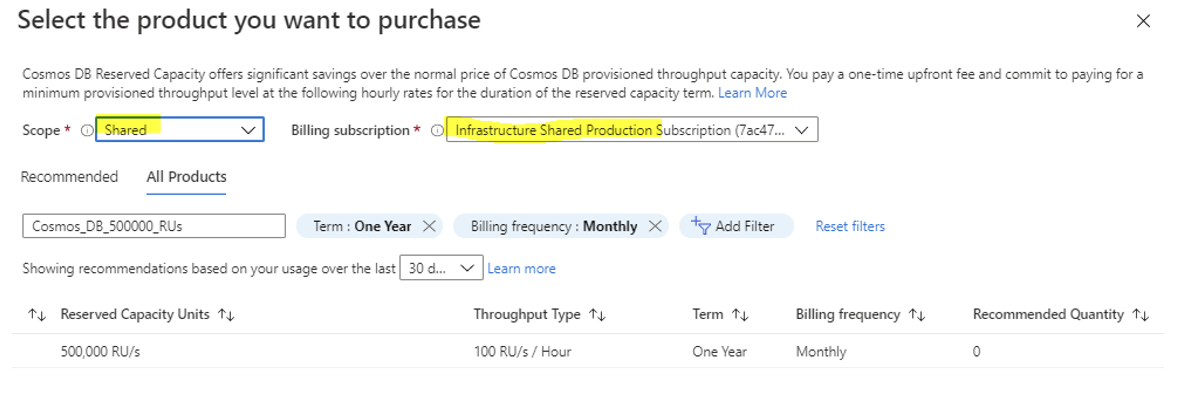 Select the product you want to purchase
Cosmos DB Reserved Capacity offers significant savings over the normal price of Cosmos DB provisioned throughput capacity. You pay a one-time upfront fee and commit to paying for a
minimum provisioned throughput level at the following hourly rates for the duration of the reserved capacity term. Learn More
Scope * Shared Billing subscription * Infrastructure Shared Production Subscription (7ac47...
Recommended All Products
Cosmos_DB_500000_RUs Term : One Year Billing frequency : Monthly Add Filter Reset filters
Showing recommendations based on your usage over the last 30 d... Learn more
Reserved Capacity Units Throughput Type Term Billing frequency Recommended Quantity
500,000 RU/s 100 RU/s / Hour One Year Monthly 0